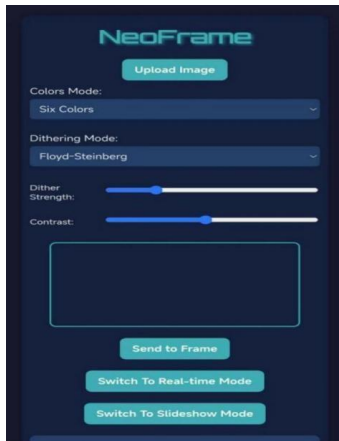 NeoFrame
Upload Image
Colors Mode:
Six Colors
Dithering Mode:
Floyd-Steinberg
Dither
Strength:
Contrast:
Send to Frame
Switch To Real-time Mode
Switch To Slideshow Mode